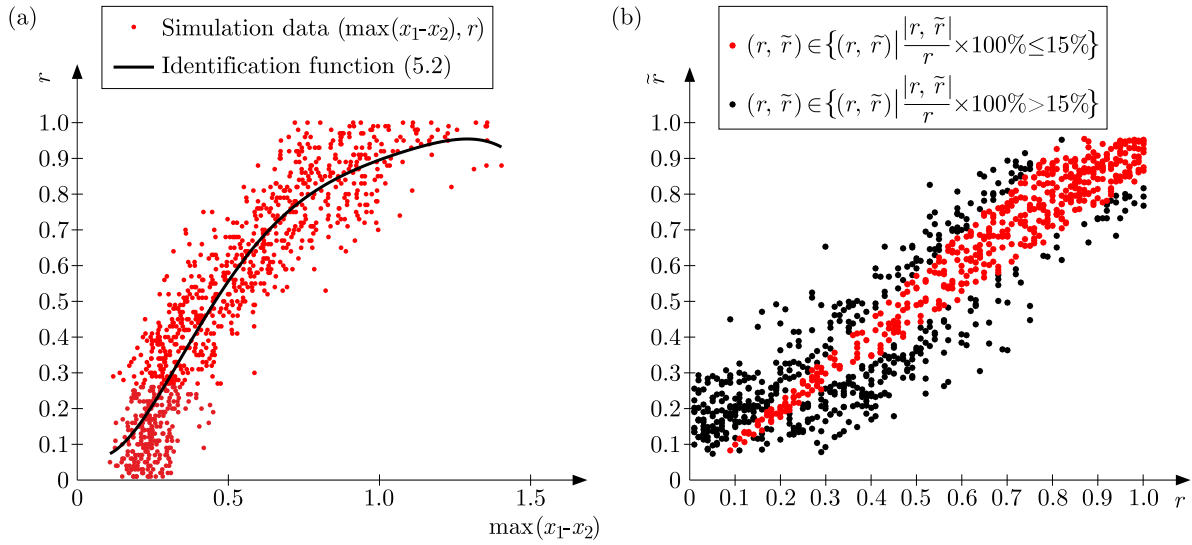 (a)
Simulation data (max(x₁-x₂), r)
Identification function (5.2)
r
1.0
0.9
0.8
0.7
0.6
0.5
0.4
0.3
0.2
0.1
0
0 0.5 1.0 1.5
max(x₁-x₂)
(b)
(r, r̃) ∈ {(r, r̃) | |r, r̃|/r × 100% ≤ 15%}
(r, r̃) ∈ {(r, r̃) | |r, r̃|/r × 100% > 15%}
r̃
1.0
0.9
0.8
0.7
0.6
0.5
0.4
0.3
0.2
0.1
0
0 0.1 0.2 0.3 0.4 0.5 0.6 0.7 0.8 0.9 1.0 r